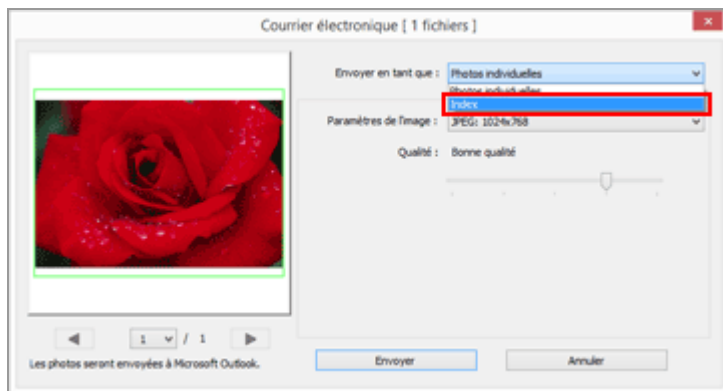 Courrier électronique [ 1 fichiers ]
Envoyer en tant que : Photos individuelles
Photos individuelles
Index
Paramètres de l'image : JPEG: 1024x768
Qualité : Bonne qualité
1 / 1
Les photos seront envoyées à Microsoft Outlook.
Envoyer
Annuler